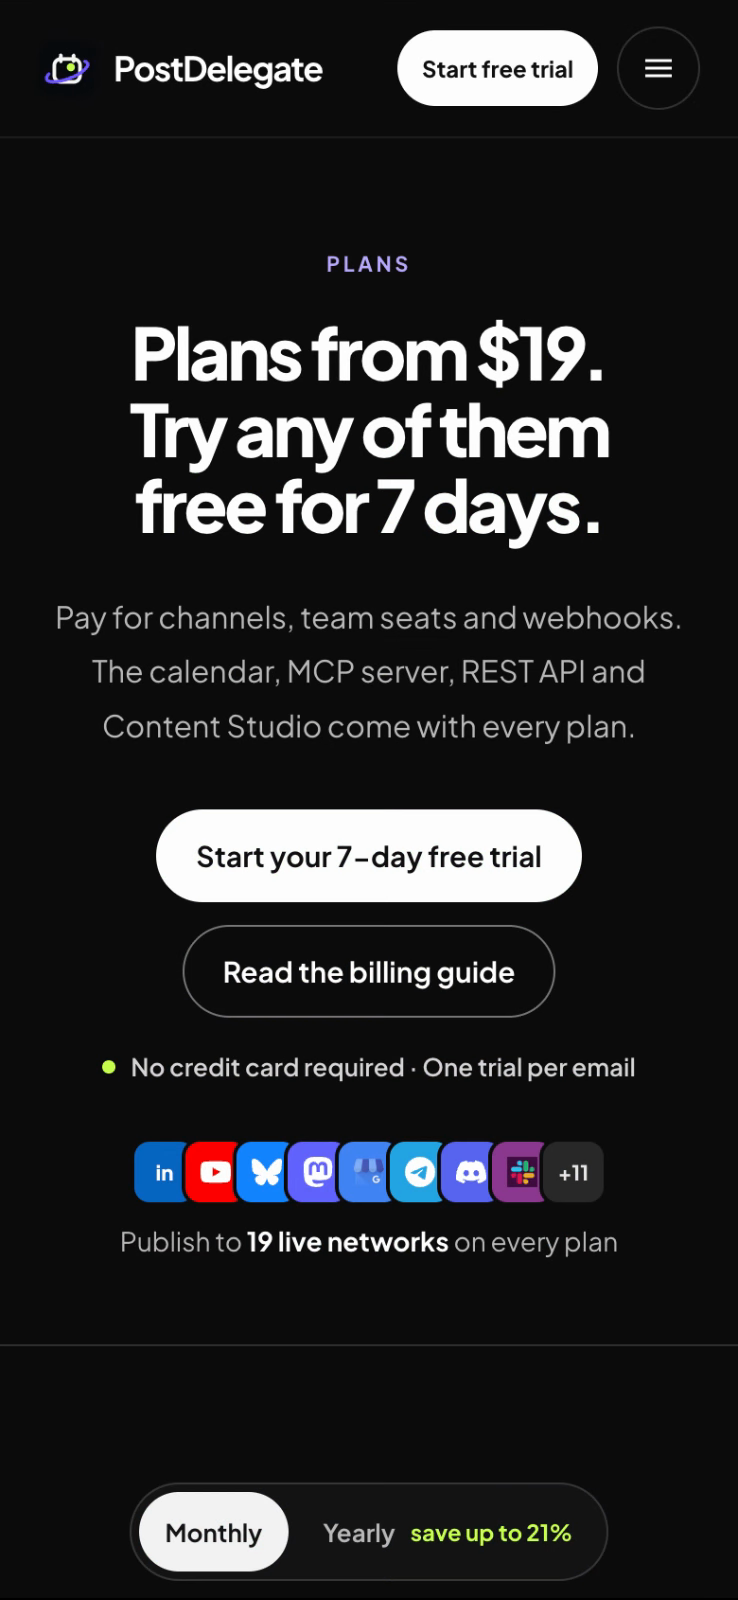 PostDelegate
Start free trial
PLANS
Plans from $19.
Try any of them
free for 7 days.
Pay for channels, team seats and webhooks.
The calendar, MCP server, REST API and
Content Studio come with every plan.
Start your 7-day free trial
Read the billing guide
No credit card required · One trial per email
in
G
+11
Publish to 19 live networks on every plan
Monthly
Yearly save up to 21%